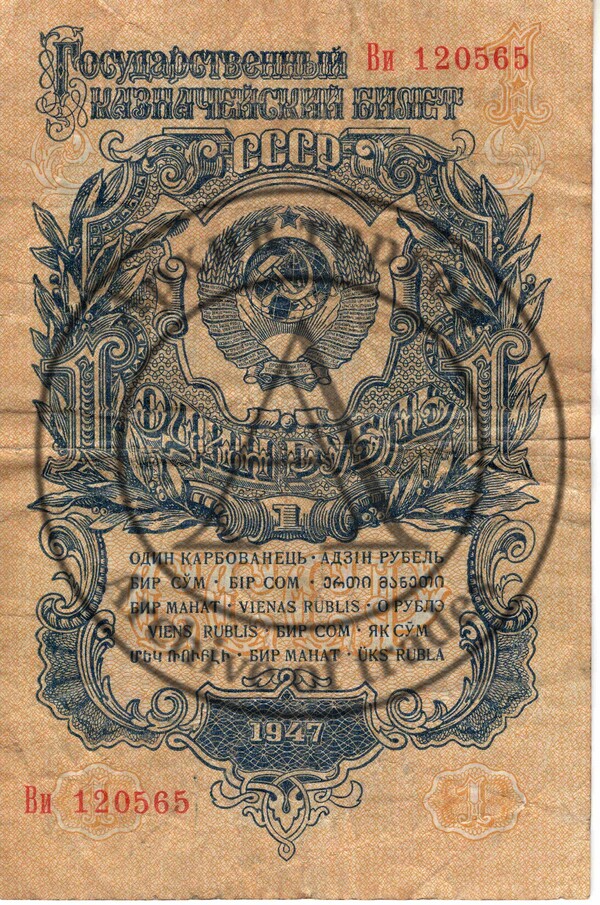 Государственный Ви 120565
казначейский билет
СССР
1 1
ОДИН РУБЛЬ
1
ОДИН КАРБОВАНЕЦЬ · АДЗІН РУБЕЛЬ
БИР СЎМ · БІР СОМ · ᲔᲠᲗᲘ ᲛᲐᲜᲔᲗᲘ
БИР МАНАТ · VIENAS RUBLIS · О РУБЛЭ
VIENS RUBLIS · БИР СОМ · ЯК СӮМ
ՄԵԿ ՌՈՒԲԼԻ · БИР МАНАТ · ÜKS RUBLA
1947
Ви 120565 1